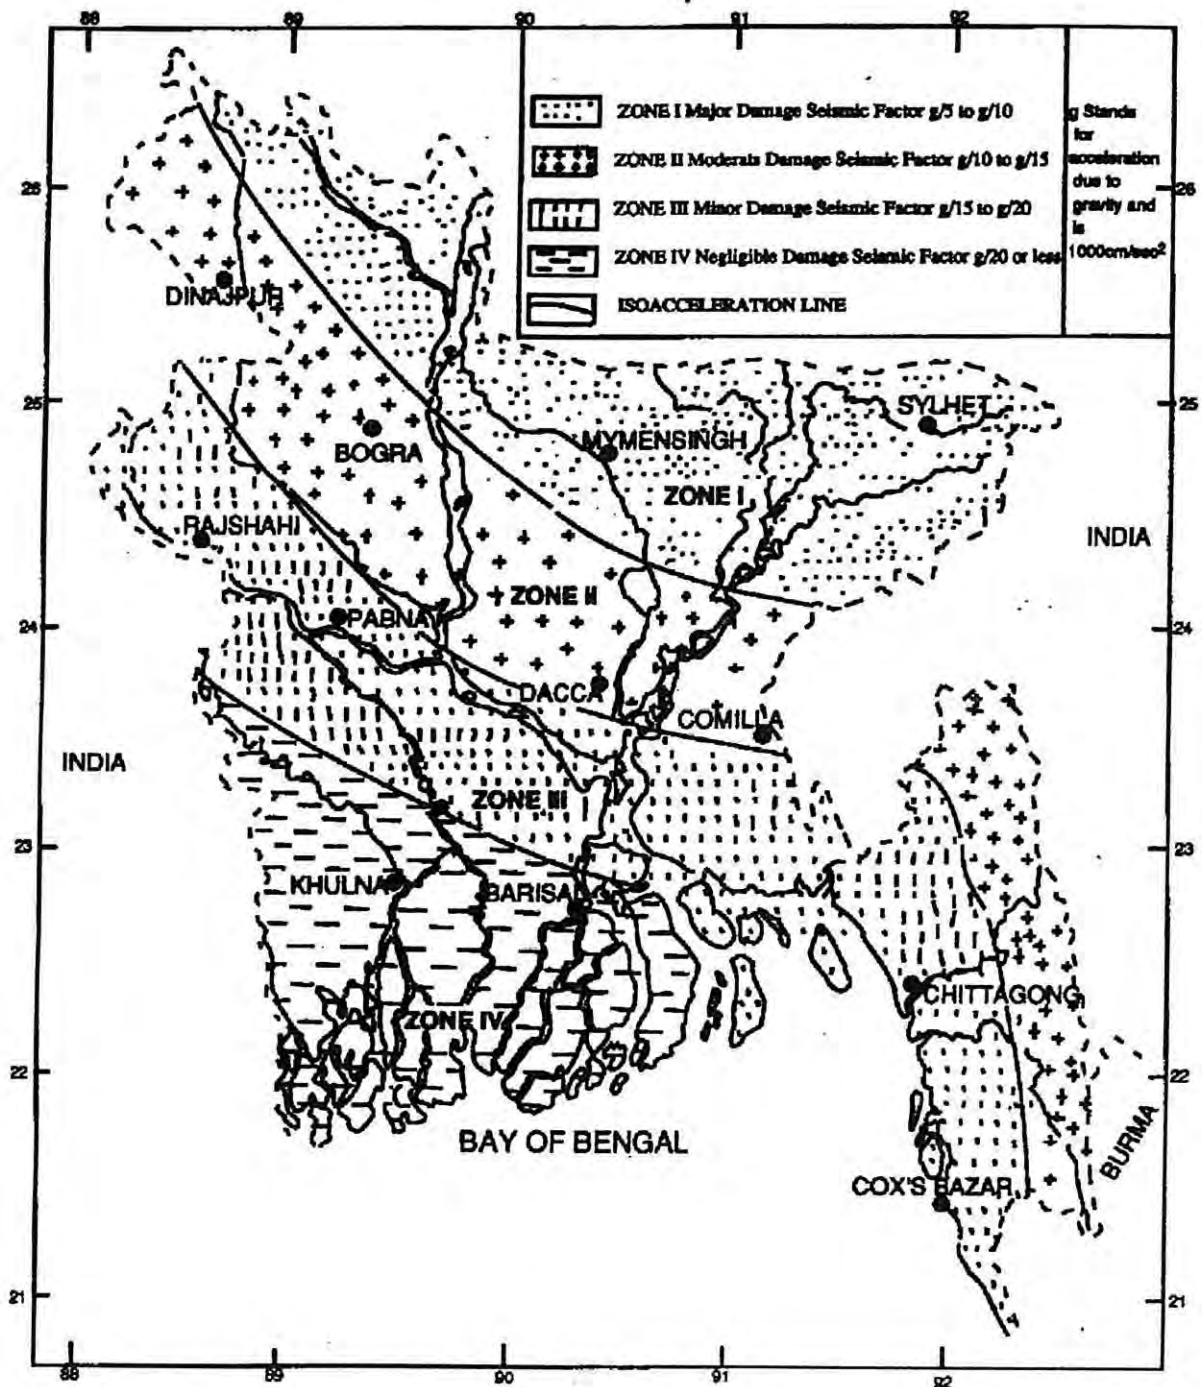 88 89 90 91 92
ZONE I Major Damage Seismic Factor g/5 to g/10
ZONE II Moderats Damage Seismic Factor g/10 to g/15
ZONE III Minor Damage Seismic Factor g/15 to g/20
ZONE IV Negligible Damage Seismic Factor g/20 or less
ISOACCELERATION LINE
g Stands
for
acceleration
due to
gravity and
is
1000cm/sec²
26 26
DINAJPUR
25 25
SYLHET
MYMENSINGH
BOGRA
ZONE I
RAJSHAHI
INDIA
ZONE II
PABNA
24 24
DACCA
COMILLA
INDIA
ZONE III
23 23
KHULNA
BARISAL
CHITTAGONG
ZONE IV
22 22
BAY OF BENGAL
BURMA
COX'S BAZAR
21 21
88 89 90 91 92